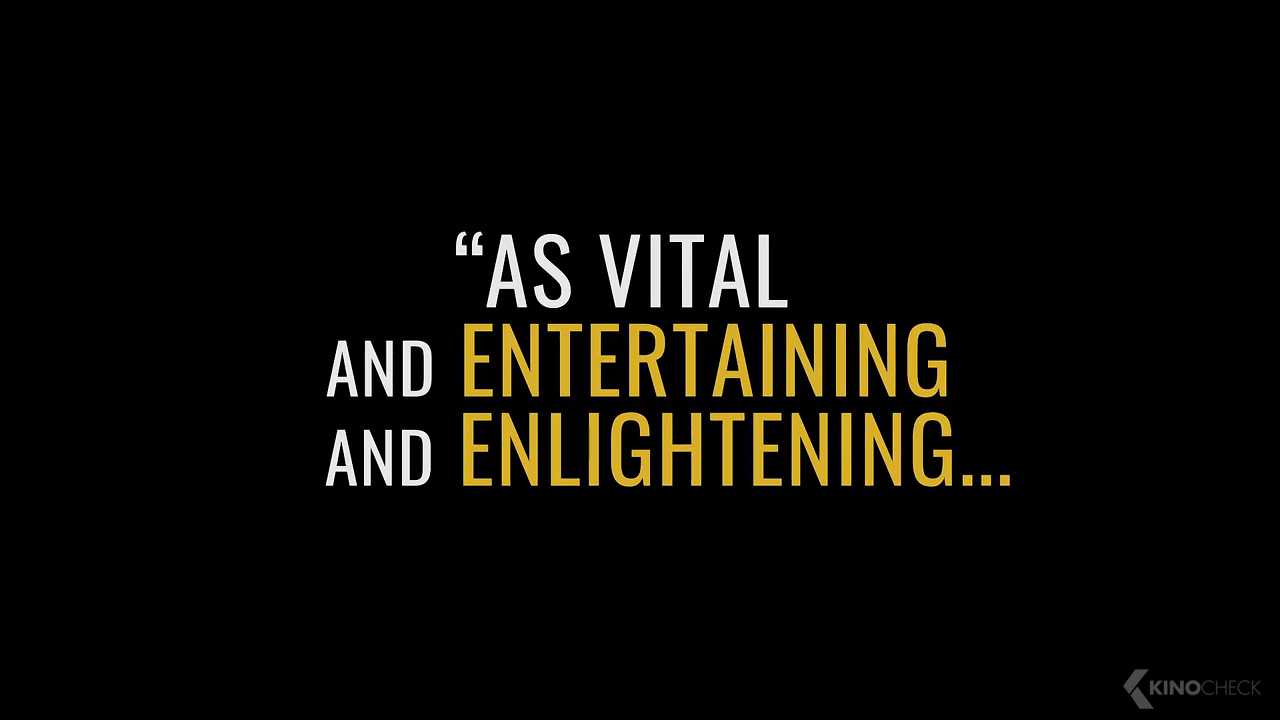 “AS VITAL
AND ENTERTAINING
AND ENLIGHTENING...
KINOCHECK